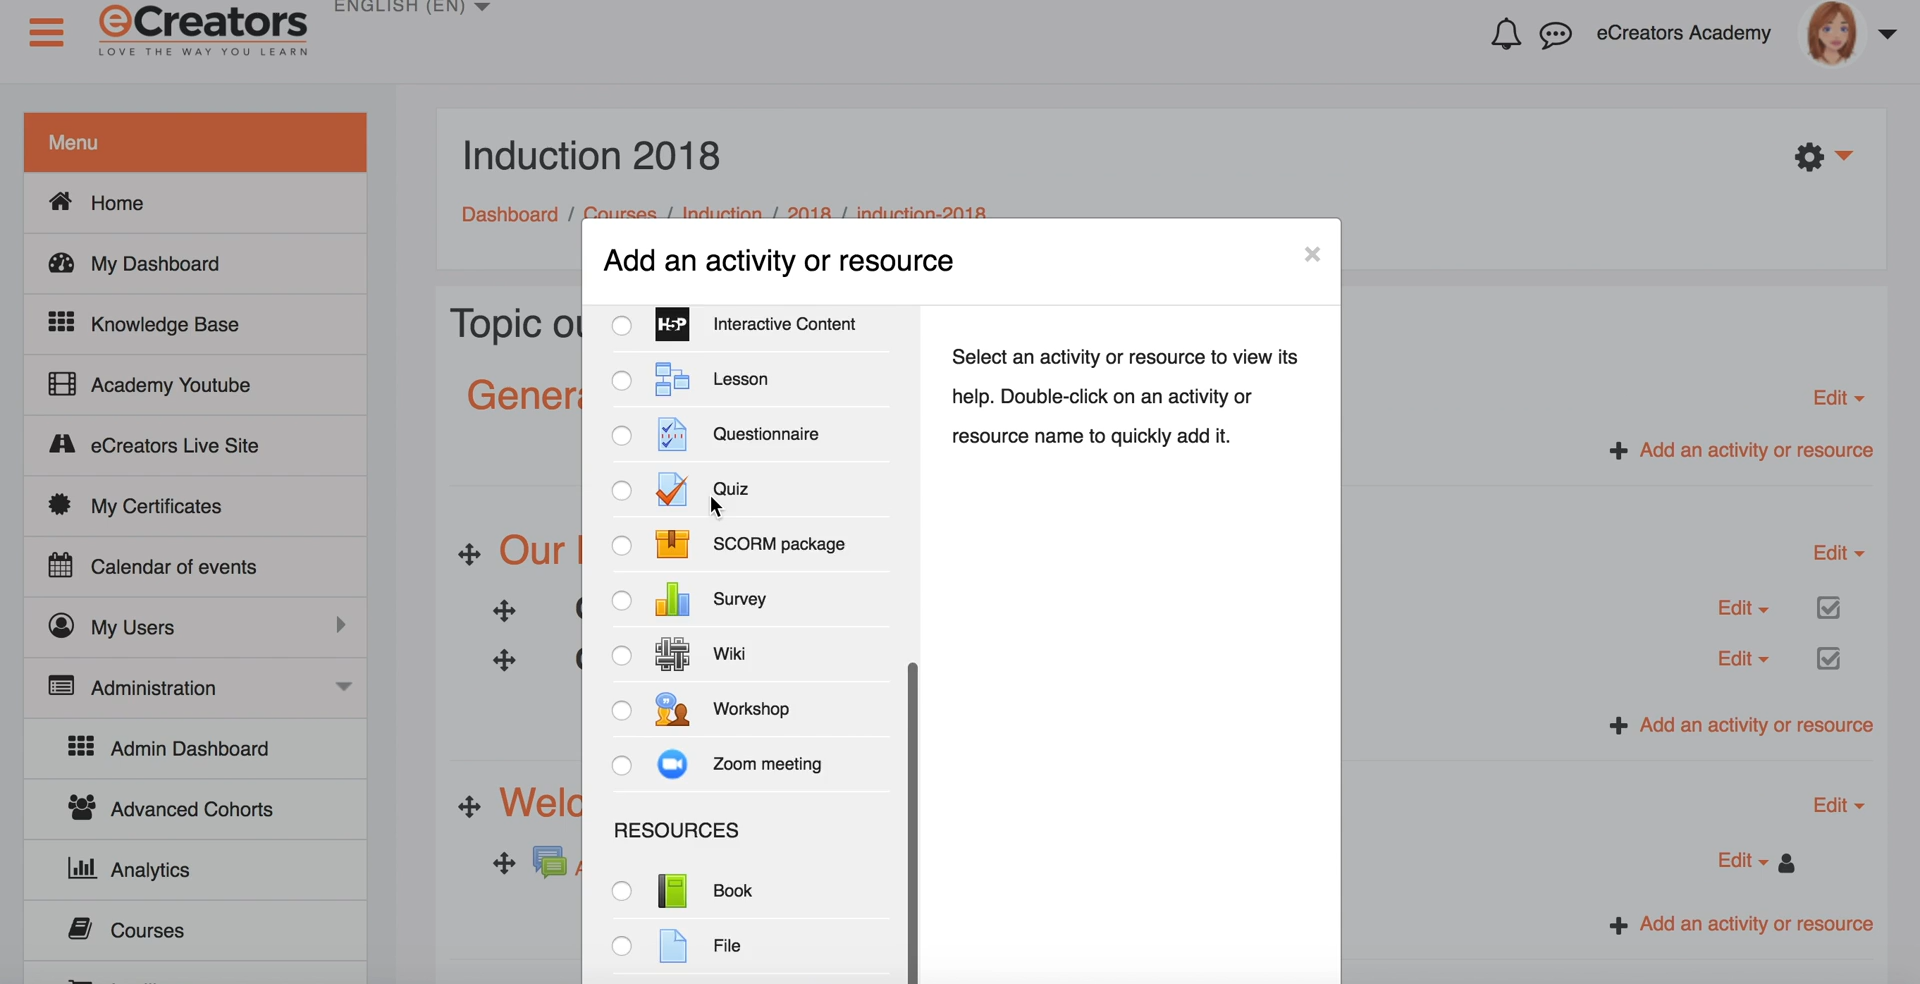 ENGLISH (EN)
eCreators
LOVE THE WAY YOU LEARN
eCreators Academy
Menu
Home
My Dashboard
Knowledge Base
Academy Youtube
eCreators Live Site
My Certificates
Calendar of events
My Users
Administration
Admin Dashboard
Advanced Cohorts
Analytics
Courses
Induction 2018
Dashboard / Courses / Induction / 2018 / induction-2018
Topic
Edit
Add an activity or resource
Our
Edit
Edit
Edit
Add an activity or resource
Edit
Edit
Add an activity or resource
Add an activity or resource
×
H5P Interactive Content
Lesson
Questionnaire
Quiz
SCORM package
Survey
Wiki
Workshop
Zoom meeting
RESOURCES
Book
File
Select an activity or resource to view its
help. Double-click on an activity or
resource name to quickly add it.